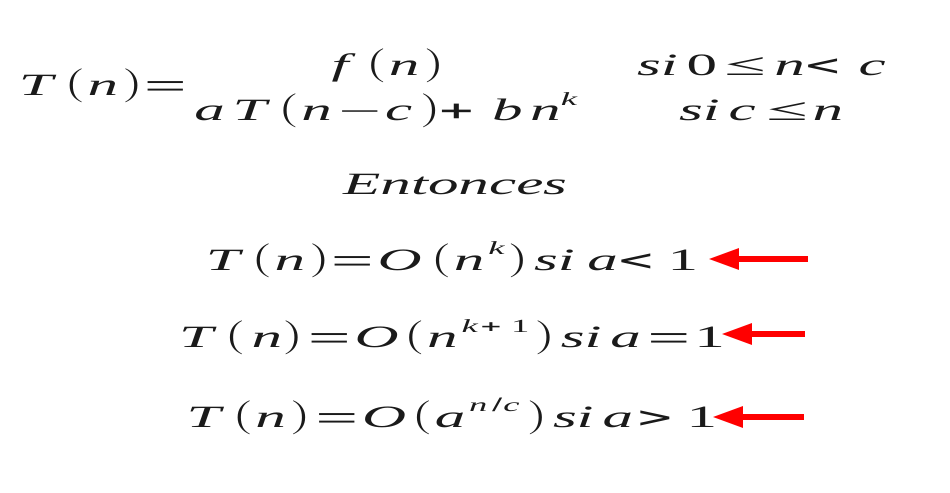 T(n)= f(n) si 0≤n< c
aT(n−c)+ bn^k si c≤n
Entonces
T(n)=O(n^k) si a< 1
T(n)=O(n^{k+ 1}) si a=1
T(n)=O(a^{n/c}) si a> 1